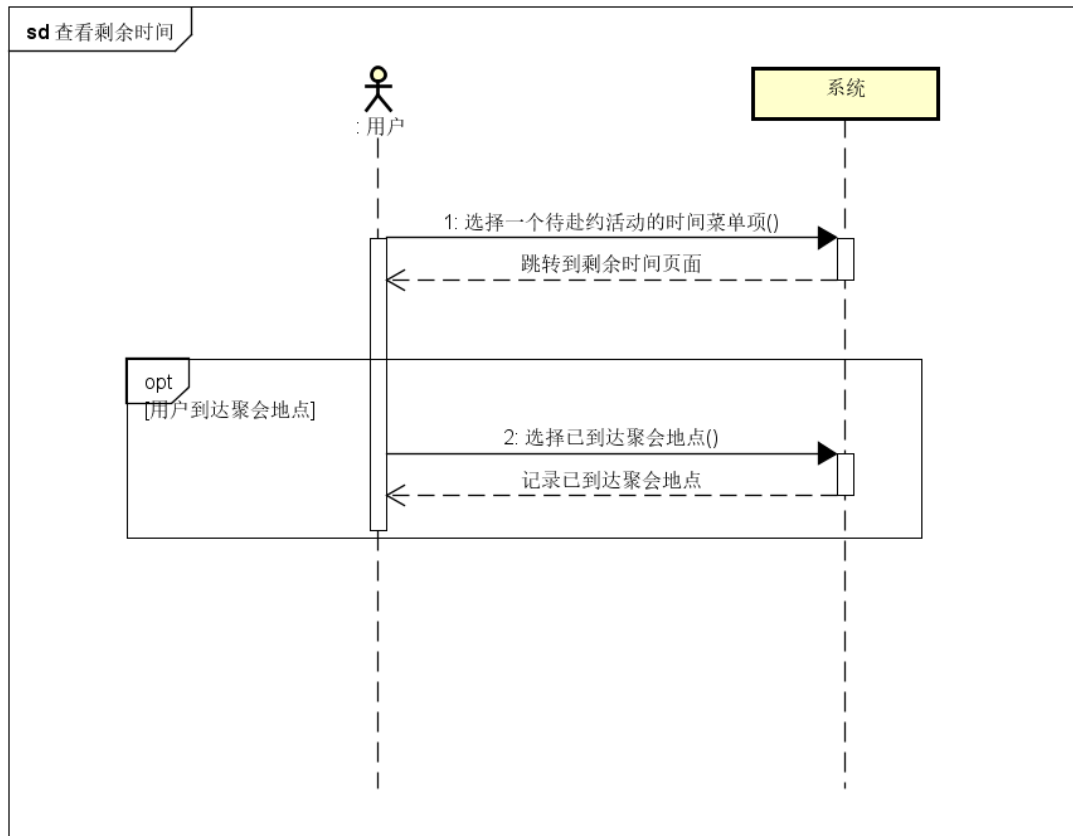 sd 查看剩余时间
系统
: 用户
1: 选择一个待赴约活动的时间菜单项()
跳转到剩余时间页面
opt
[用户到达聚会地点]
2: 选择已到达聚会地点()
记录已到达聚会地点